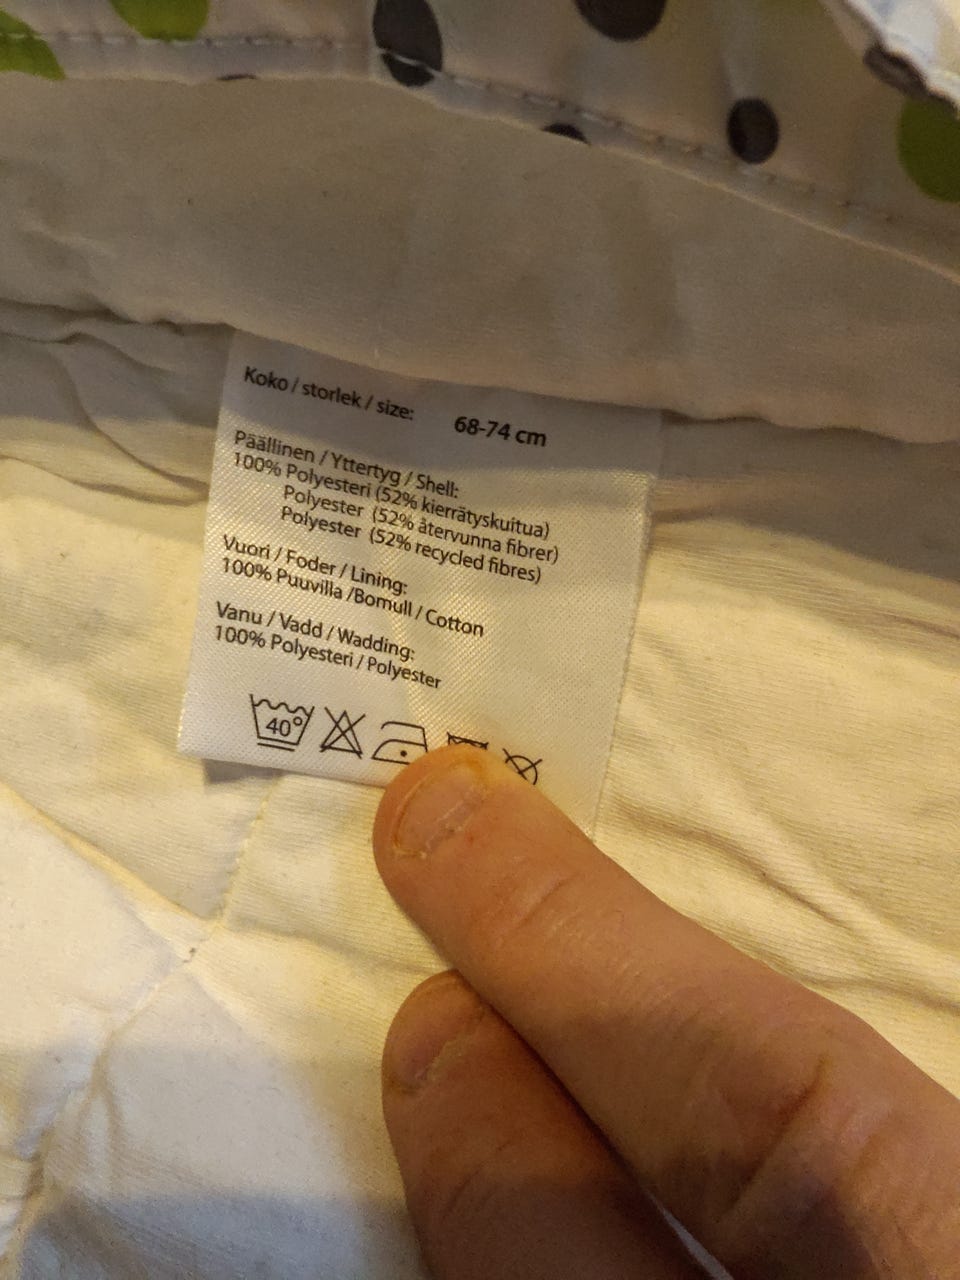 Koko / storlek / size: 68-74 cm
Päällinen / Yttertyg / Shell:
100% Polyesteri (52% kierrätyskuitua)
Polyester (52% återvunna fibrer)
Polyester (52% recycled fibres)
Vuori / Foder / Lining:
100% Puuvilla /Bomull / Cotton
Vanu / Vadd / Wadding:
100% Polyesteri / Polyester
40°